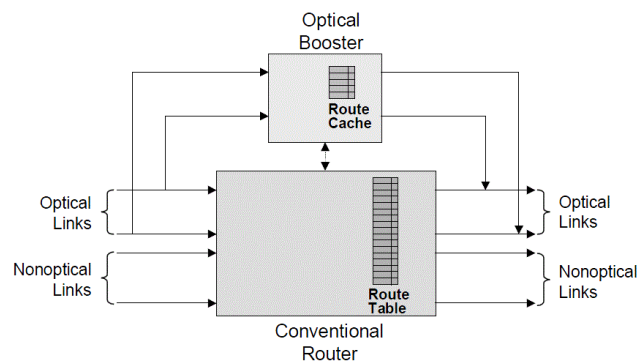 Optical
Booster
Route
Cache
Optical
Links
Optical
Links
Nonoptical
Links
Nonoptical
Links
Route
Table
Conventional
Router